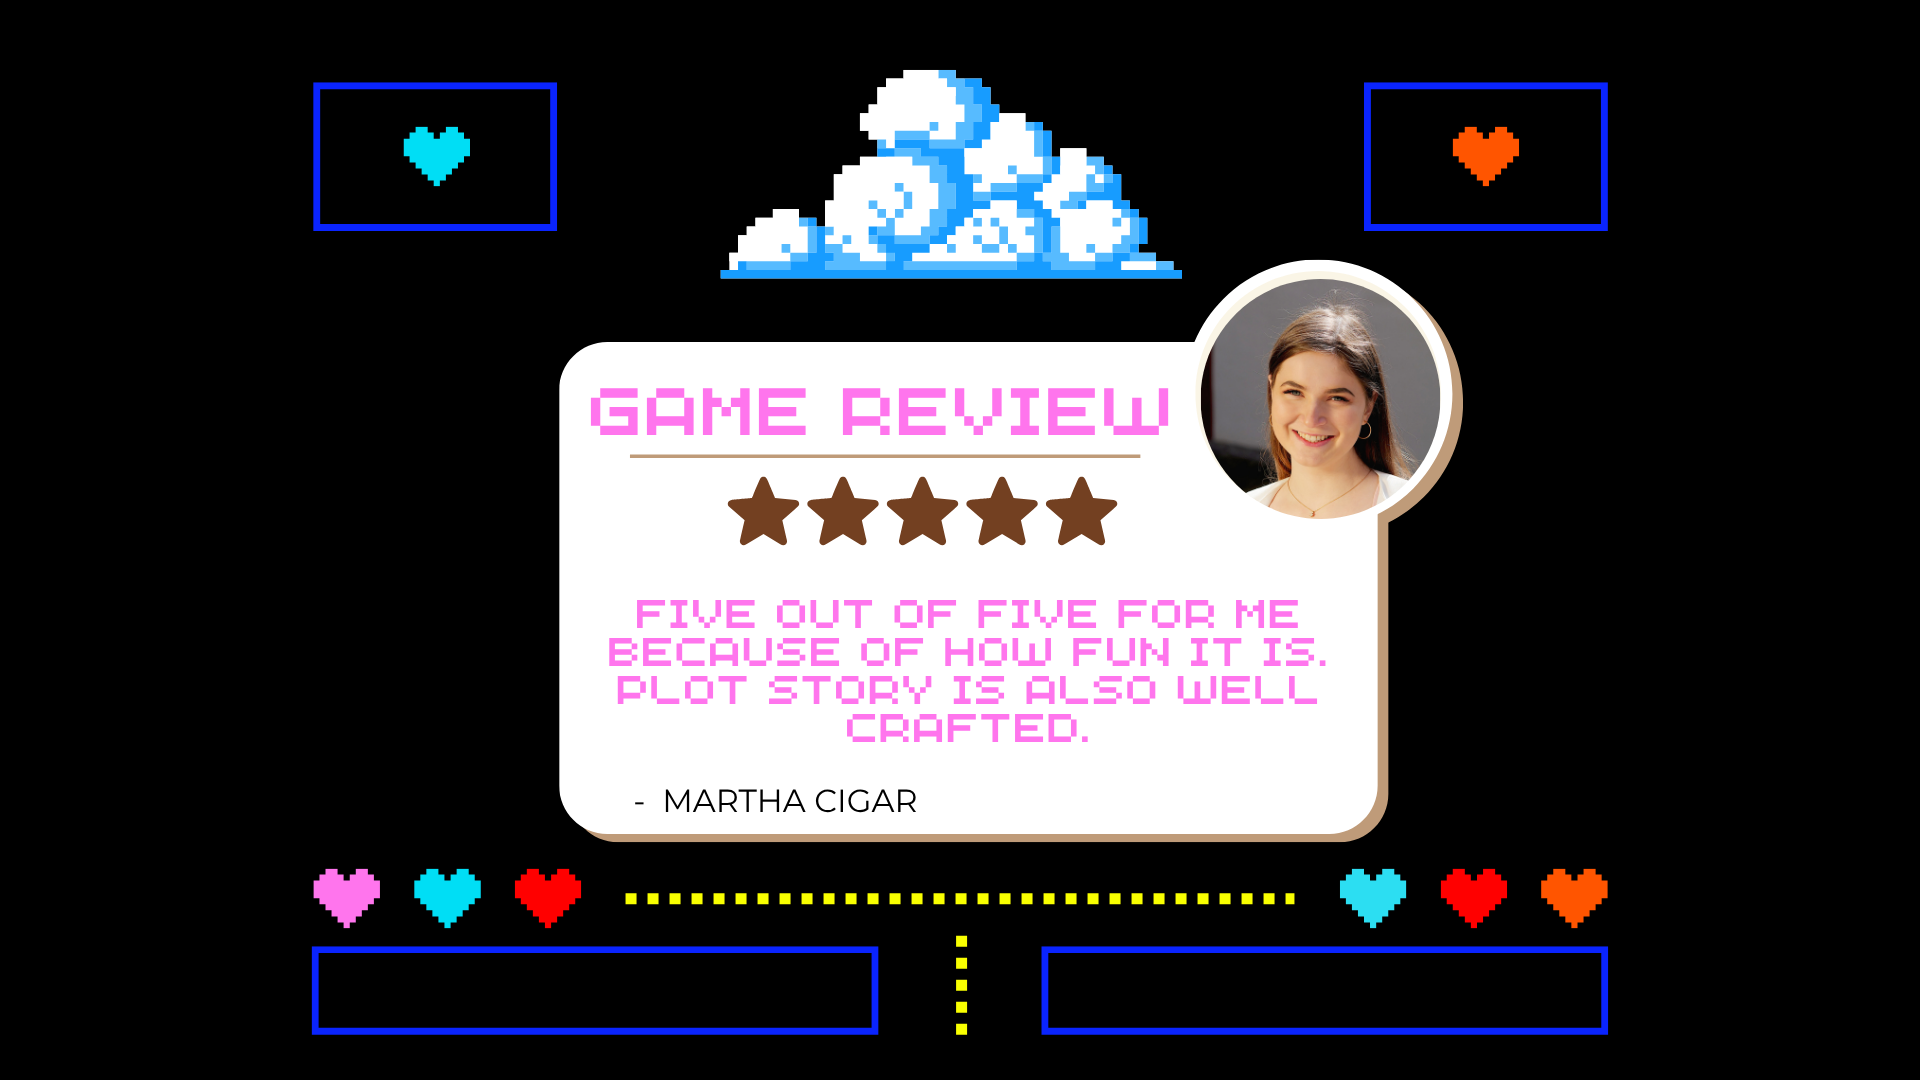 GAME REVIEW
FIVE OUT OF FIVE FOR ME
BECAUSE OF HOW FUN IT IS.
PLOT STORY IS ALSO WELL
CRAFTED.
- MARTHA CIGAR